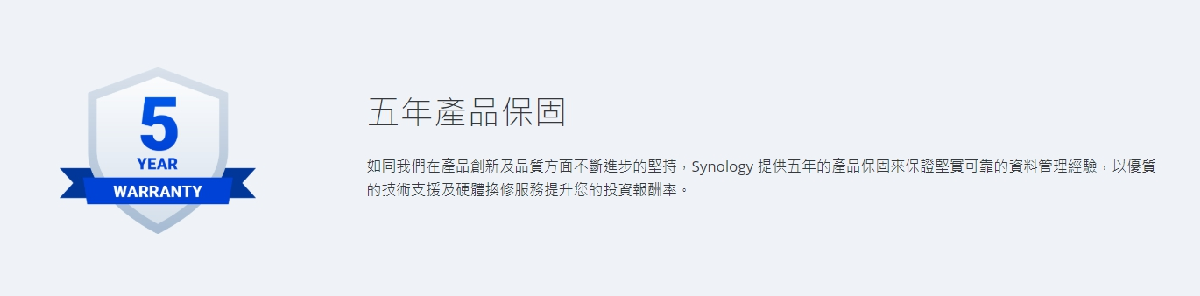 5
YEAR
WARRANTY
五年產品保固
如同我們在產品創新及品質方面不斷進步的堅持，Synology 提供五年的產品保固來保證堅實可靠的資料管理經驗，以優質
的技術支援及硬體換修服務提升您的投資報酬率。